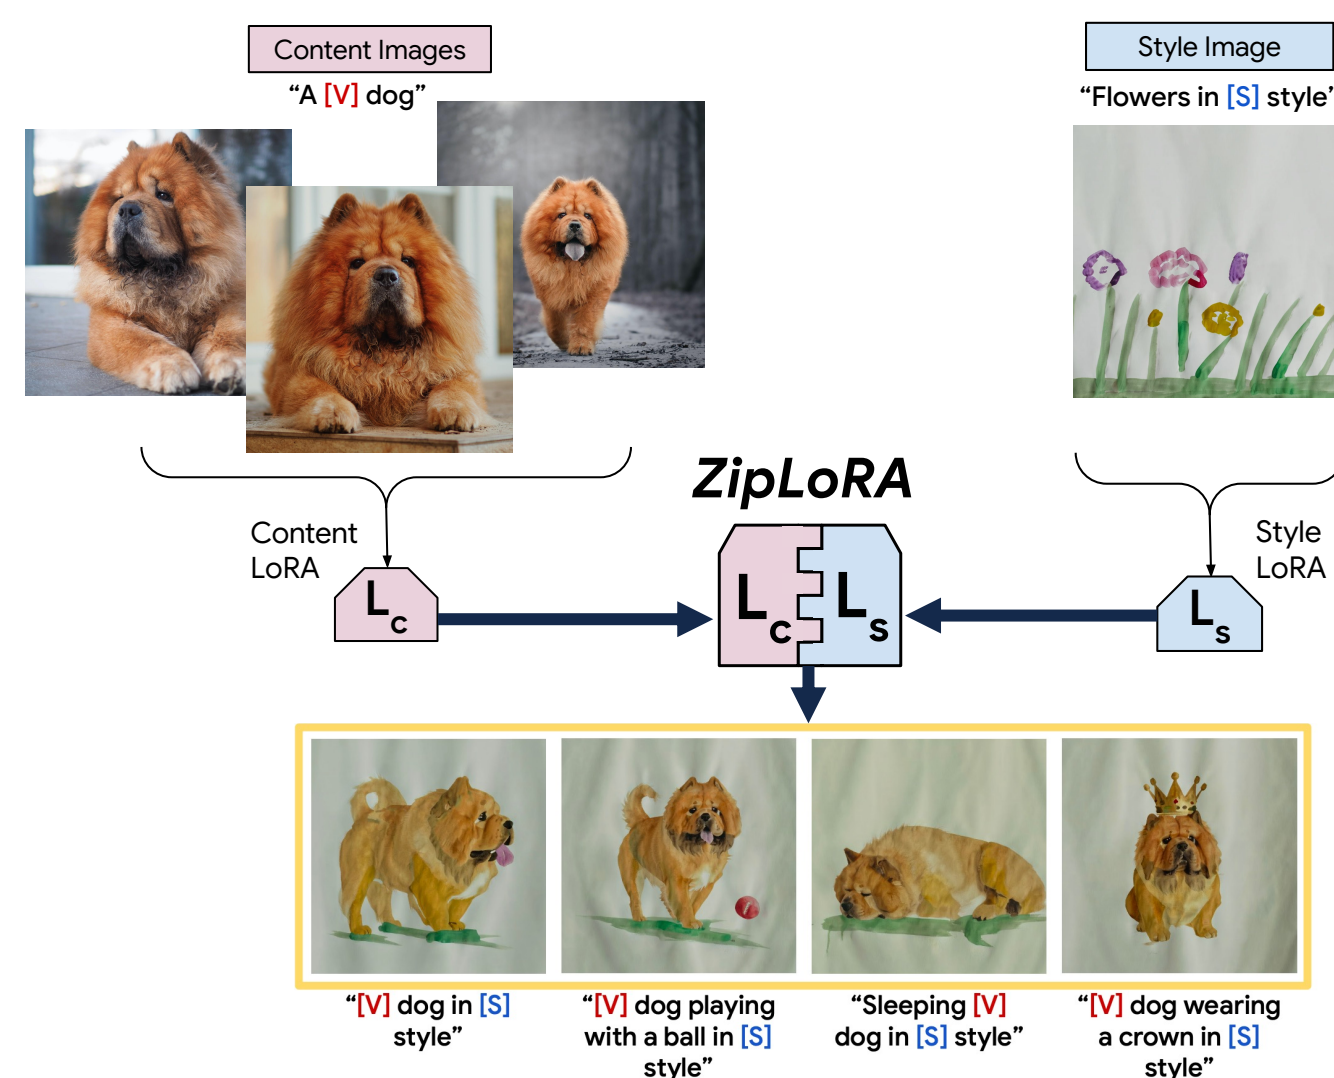 Content Images
“A [V] dog”
Style Image
“Flowers in [S] style”
ZipLoRA
Content
LoRA
Style
LoRA
Lc
Lc
Ls
Ls
“[V] dog in [S]
style”
“[V] dog playing
with a ball in [S]
style”
“Sleeping [V]
dog in [S] style”
“[V] dog wearing
a crown in [S]
style”